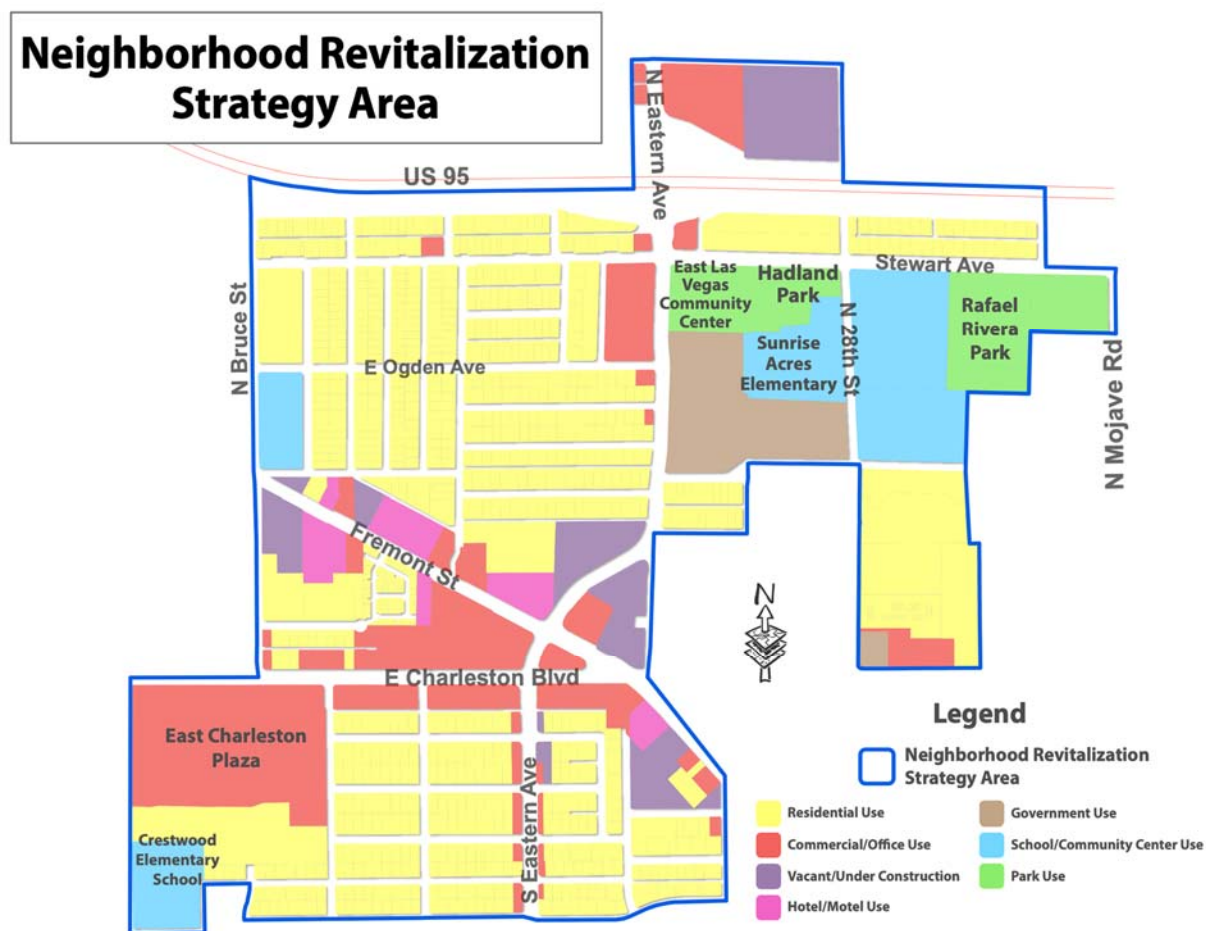 Neighborhood Revitalization
Strategy Area
US 95
N Eastern Ave
N Bruce St
Stewart Ave
East Las
Vegas
Community
Center
Hadland
Park
N 28th St
Rafael
Rivera
Park
Sunrise
Acres
Elementary
E Ogden Ave
N Mojave Rd
Fremont St
N
E Charleston Blvd
East Charleston
Plaza
S Eastern Ave
Crestwood
Elementary
School
Legend
Neighborhood Revitalization
Strategy Area
Residential Use
Commercial/Office Use
Vacant/Under Construction
Hotel/Motel Use
Government Use
School/Community Center Use
Park Use